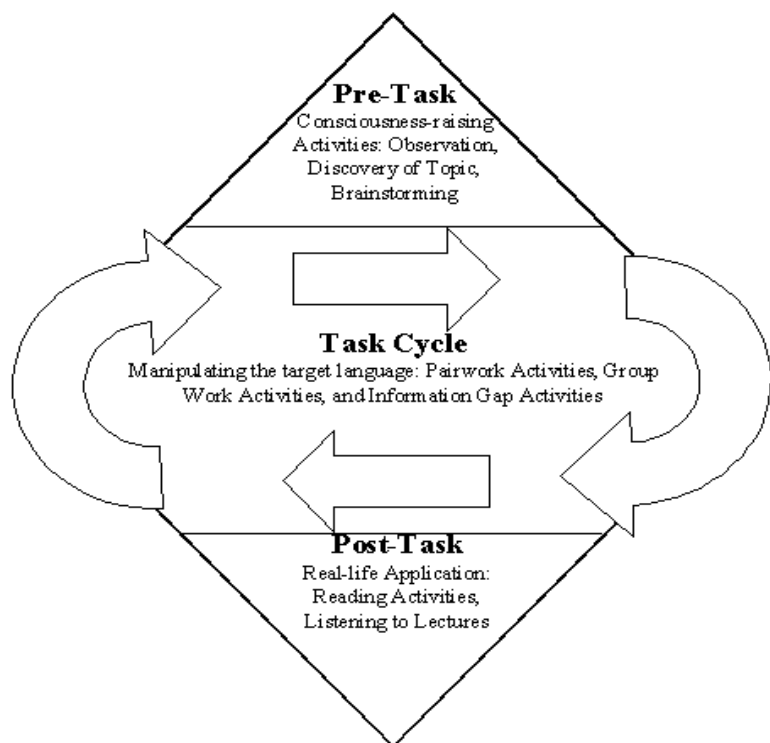 Pre-Task
Consciousness-raising
Activities: Observation,
Discovery of Topic,
Brainstorming
Task Cycle
Manipulating the target language: Pairwork Activities, Group
Work Activities, and Information Gap Activities
Post-Task
Real-life Application:
Reading Activities,
Listening to Lectures